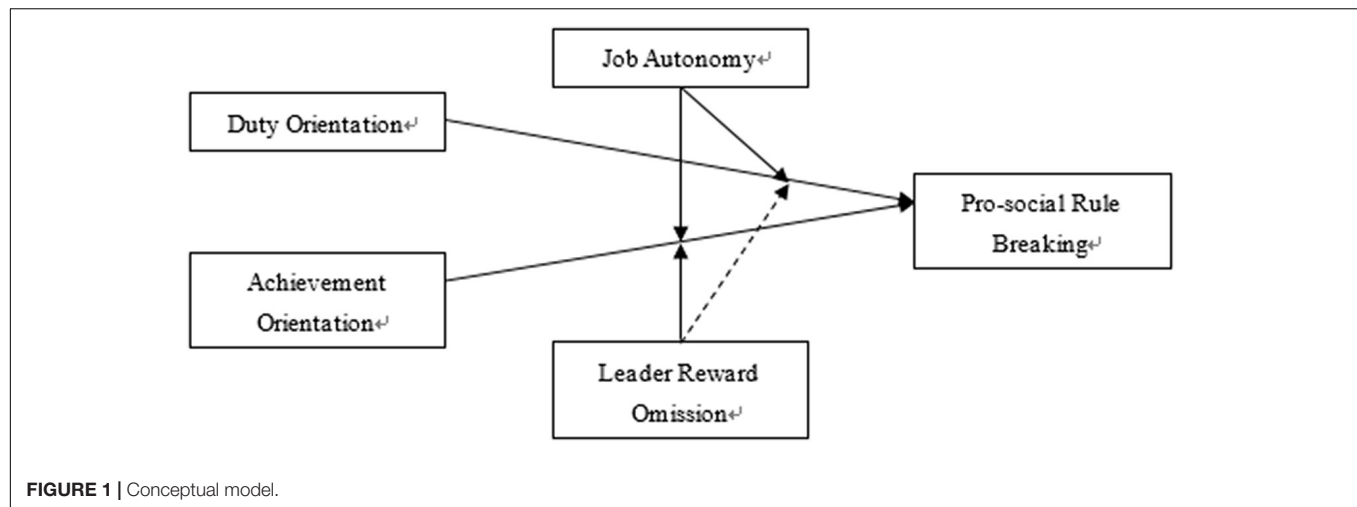 Job Autonomy↵
Duty Orientation↵
Pro-social Rule
Breaking↵
Achievement
Orientation↵
Leader Reward
Omission↵
FIGURE 1 | Conceptual model.